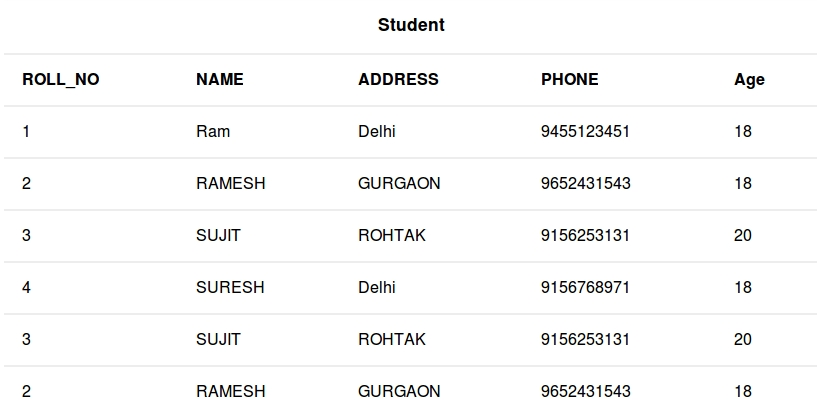 Student
ROLL_NO NAME ADDRESS PHONE Age
1 Ram Delhi 9455123451 18
2 RAMESH GURGAON 9652431543 18
3 SUJIT ROHTAK 9156253131 20
4 SURESH Delhi 9156768971 18
3 SUJIT ROHTAK 9156253131 20
2 RAMESH GURGAON 9652431543 18